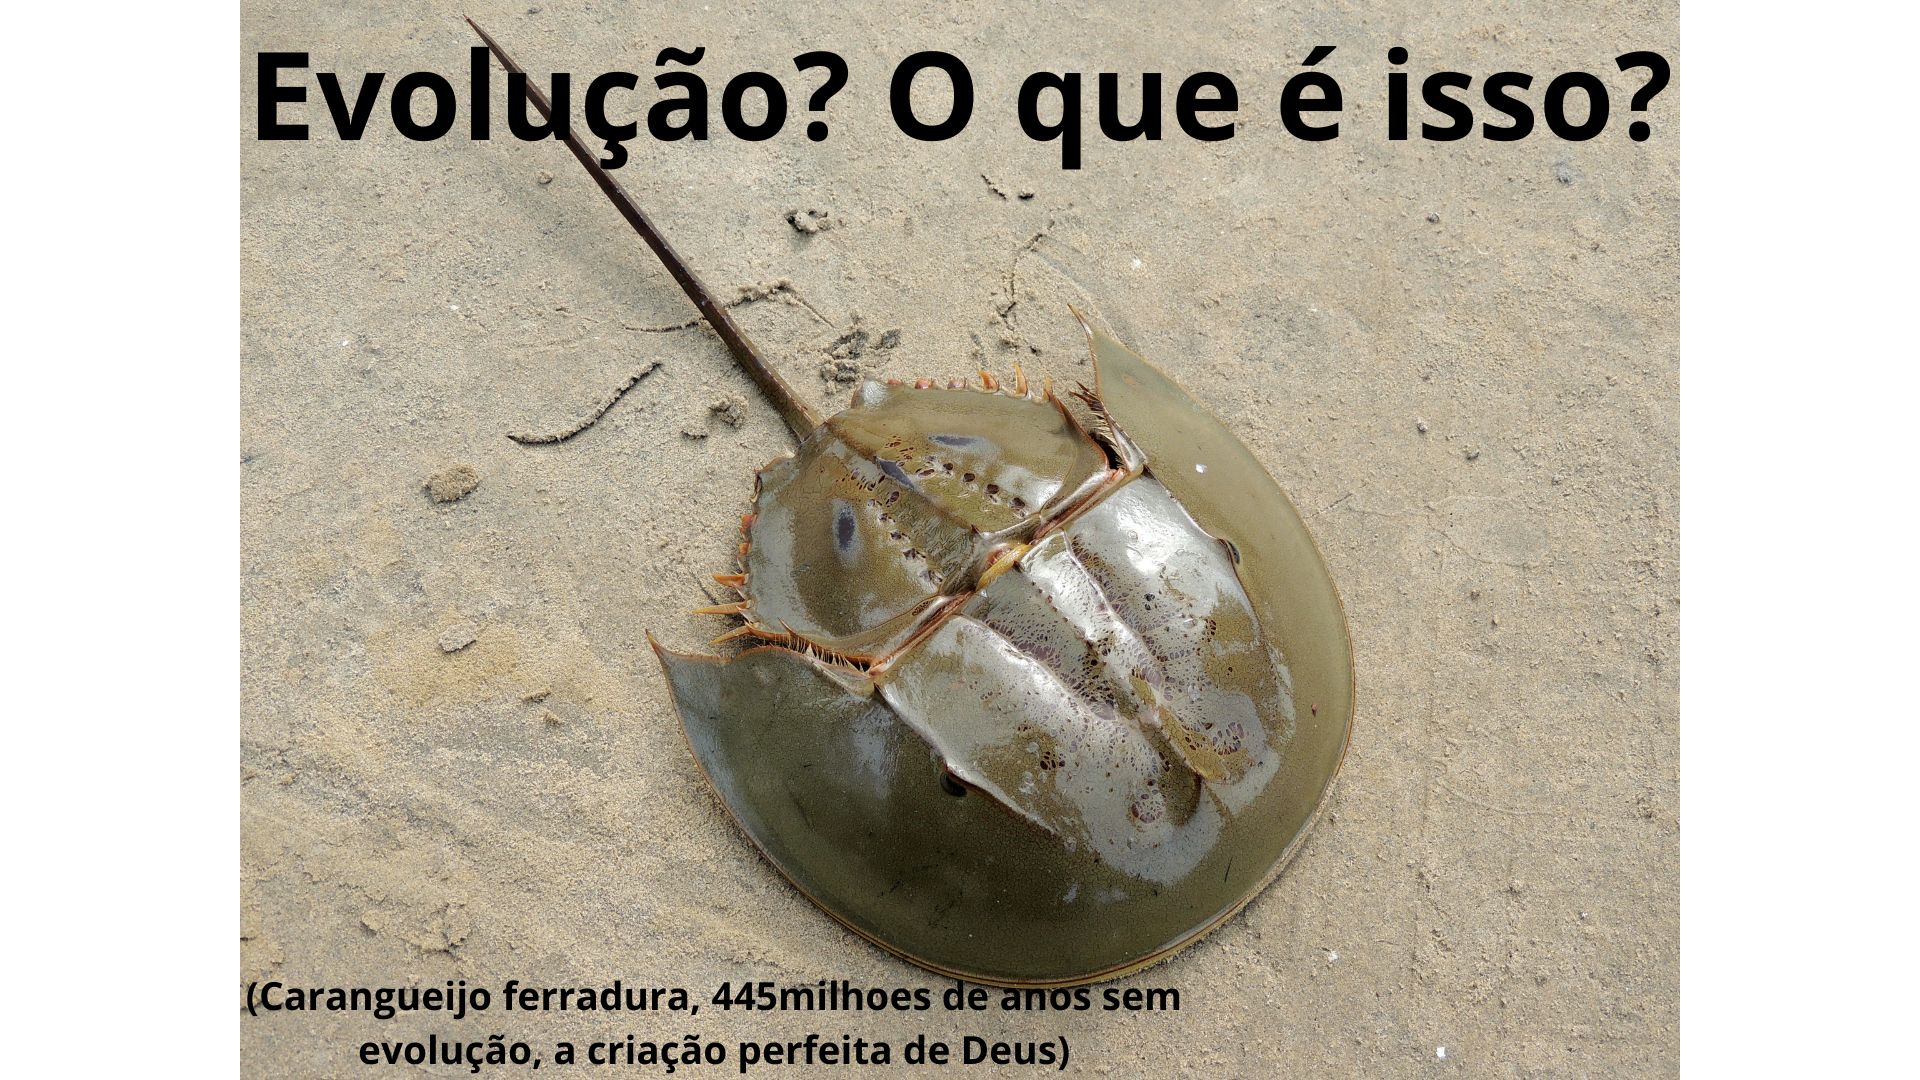 Evolução? O que é isso?
(Carangueijo ferradura, 445milhoes de anos sem
evolução, a criação perfeita de Deus)